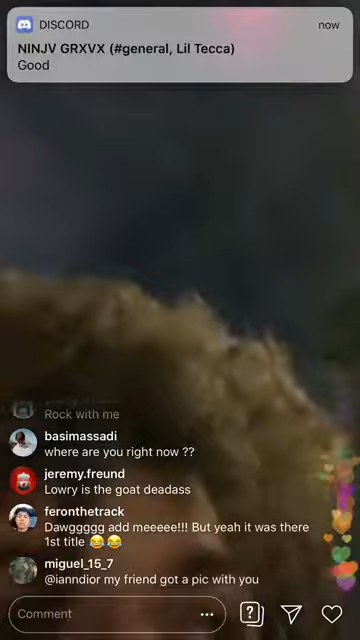 DISCORD
now
NINJV GRXVX (#general, Lil Tecca)
Good
Rock with me
basimassadi
where are you right now ??
jeremy.freund
Lowry is the goat deadass
feronthetrack
Dawggggg add meeeee!!! But yeah it was there
1st title 😂😂
miguel_15_7
@ianndior my friend got a pic with you
Comment